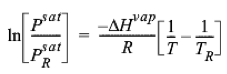 ln[P^sat / P_R^sat] = -ΔH^vap / R [1/T - 1/T_R]